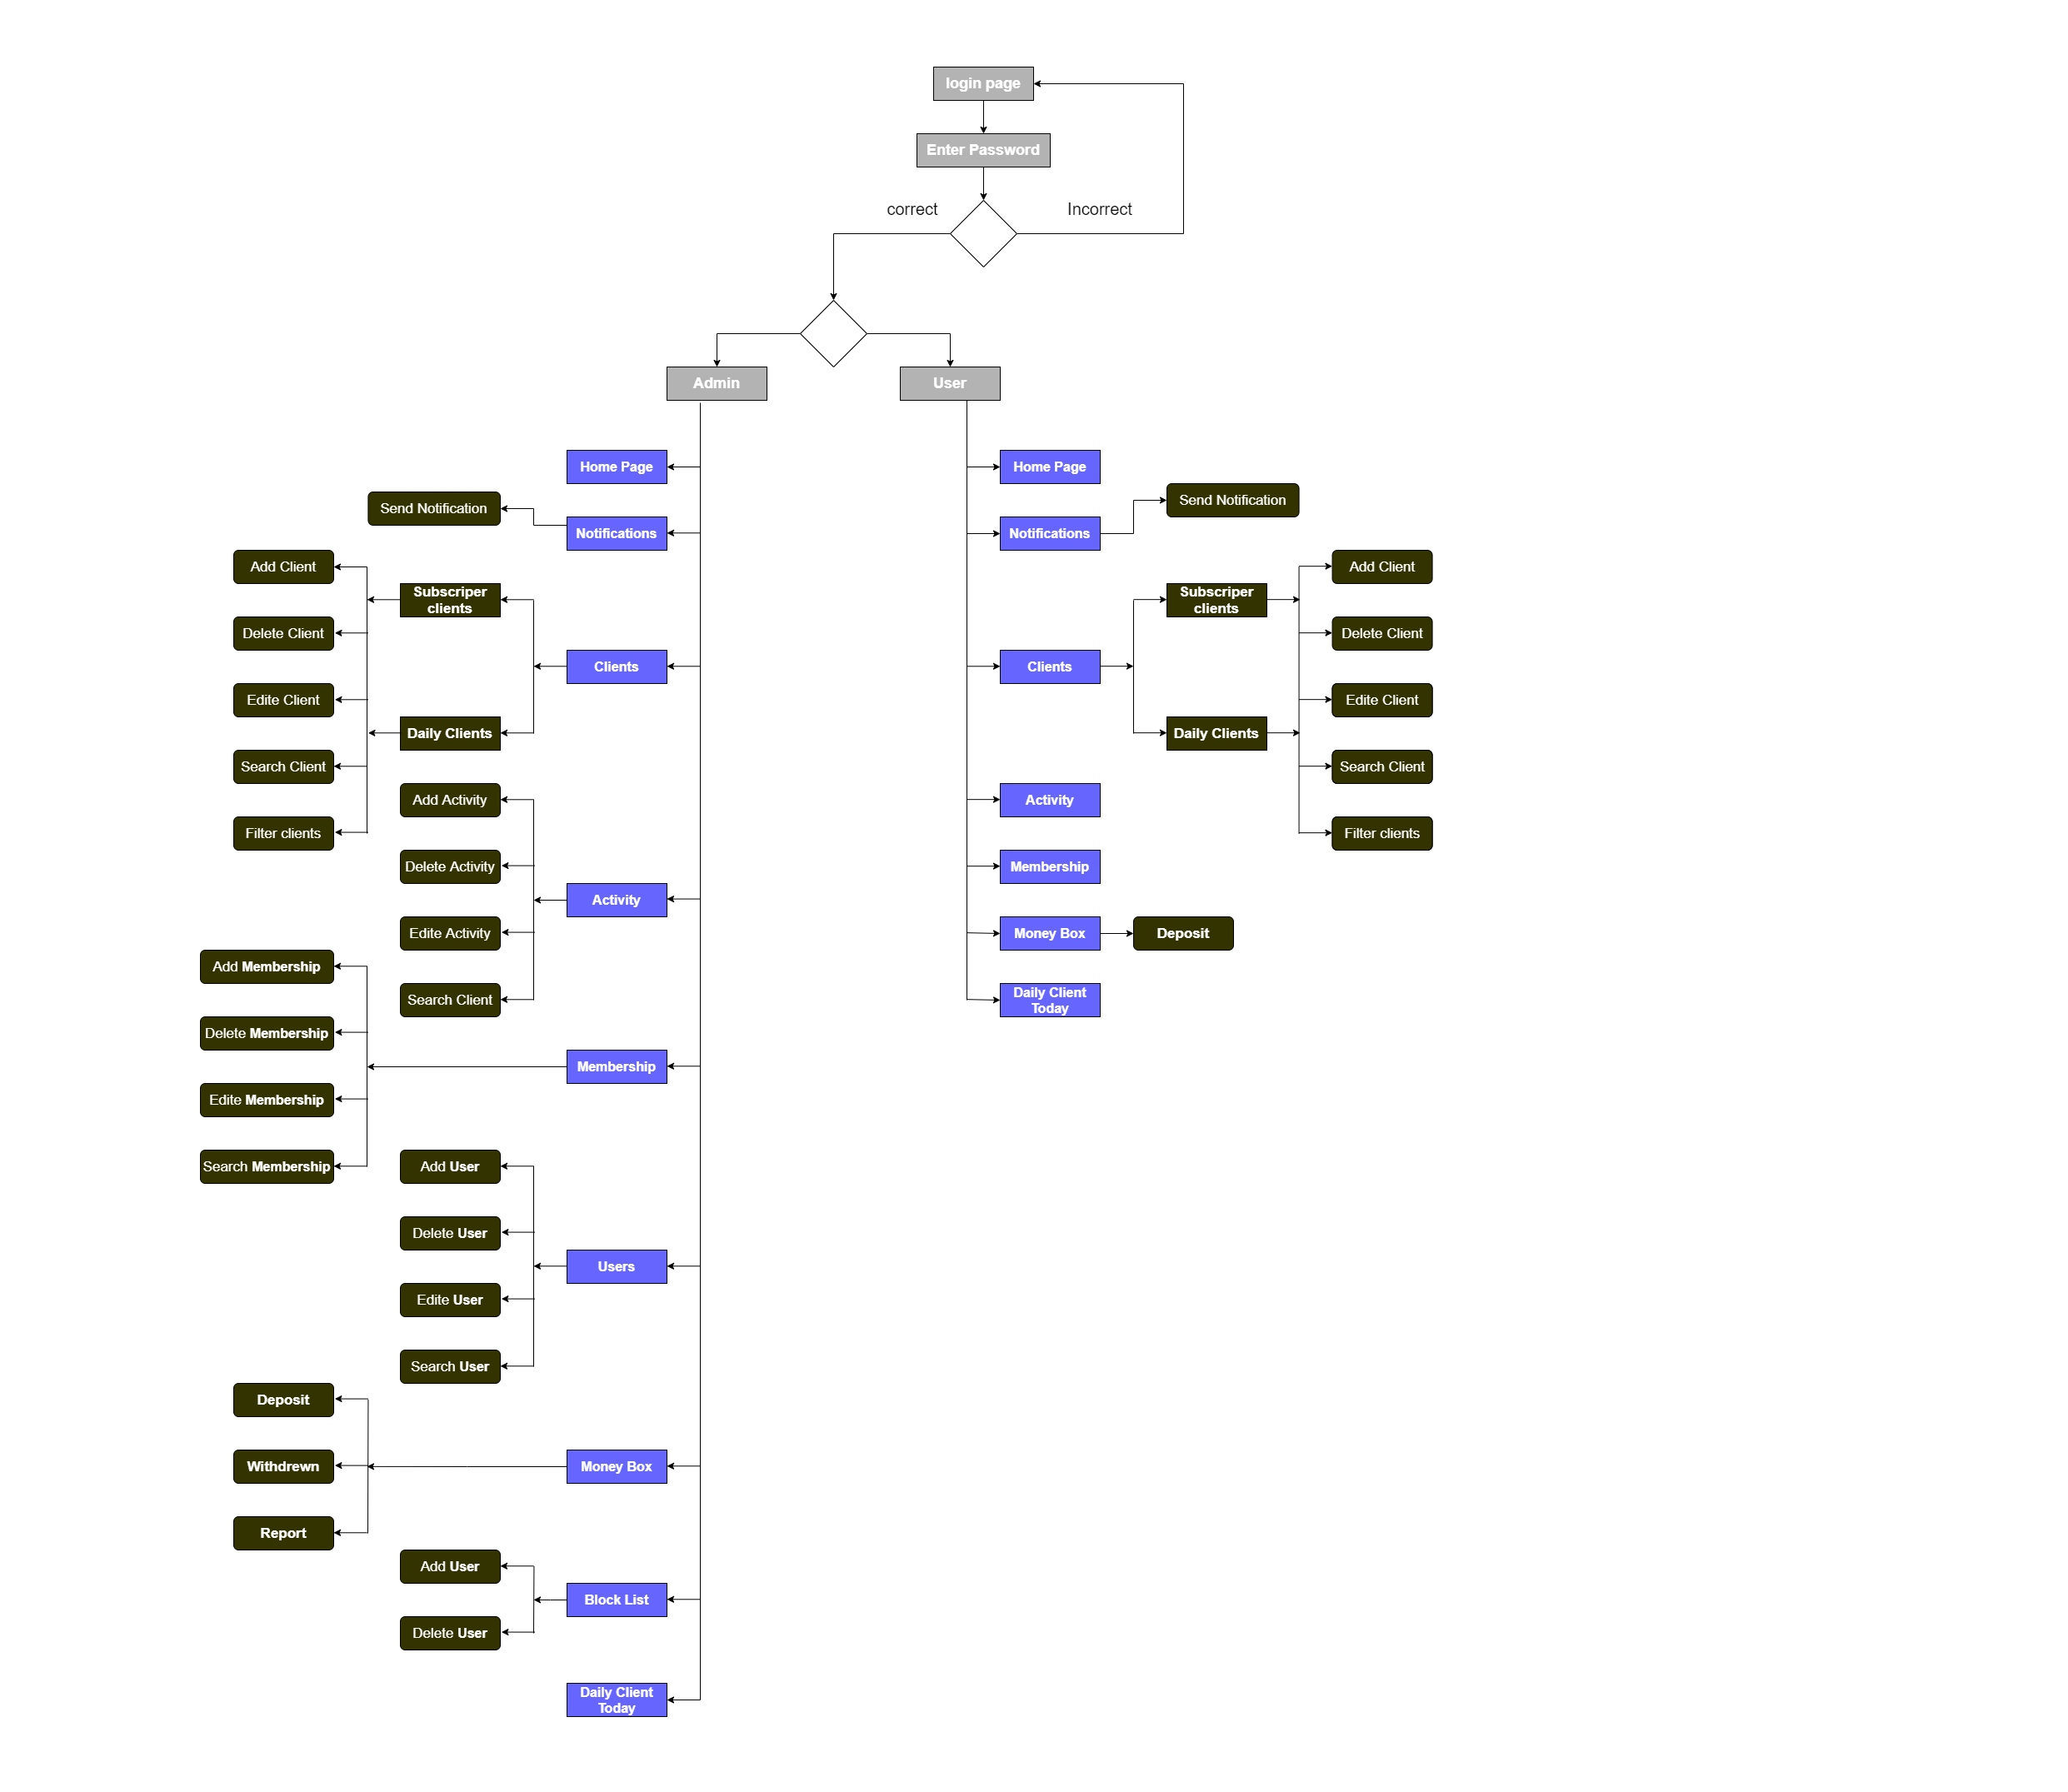 login page
Enter Password
correct
Incorrect
Admin
User
Home Page
Send Notification
Notifications
Add Client
Subscriper
clients
Delete Client
Clients
Edite Client
Daily Clients
Search Client
Filter clients
Add Activity
Delete Activity
Activity
Edite Activity
Search Client
Add Membership
Delete Membership
Membership
Edite Membership
Search Membership
Add User
Delete User
Users
Edite User
Search User
Deposit
Withdrewn
Money Box
Report
Add User
Block List
Delete User
Daily Client
Today
Home Page
Send Notification
Notifications
Add Client
Subscriper
clients
Delete Client
Clients
Edite Client
Daily Clients
Search Client
Filter clients
Activity
Membership
Money Box
Deposit
Daily Client
Today